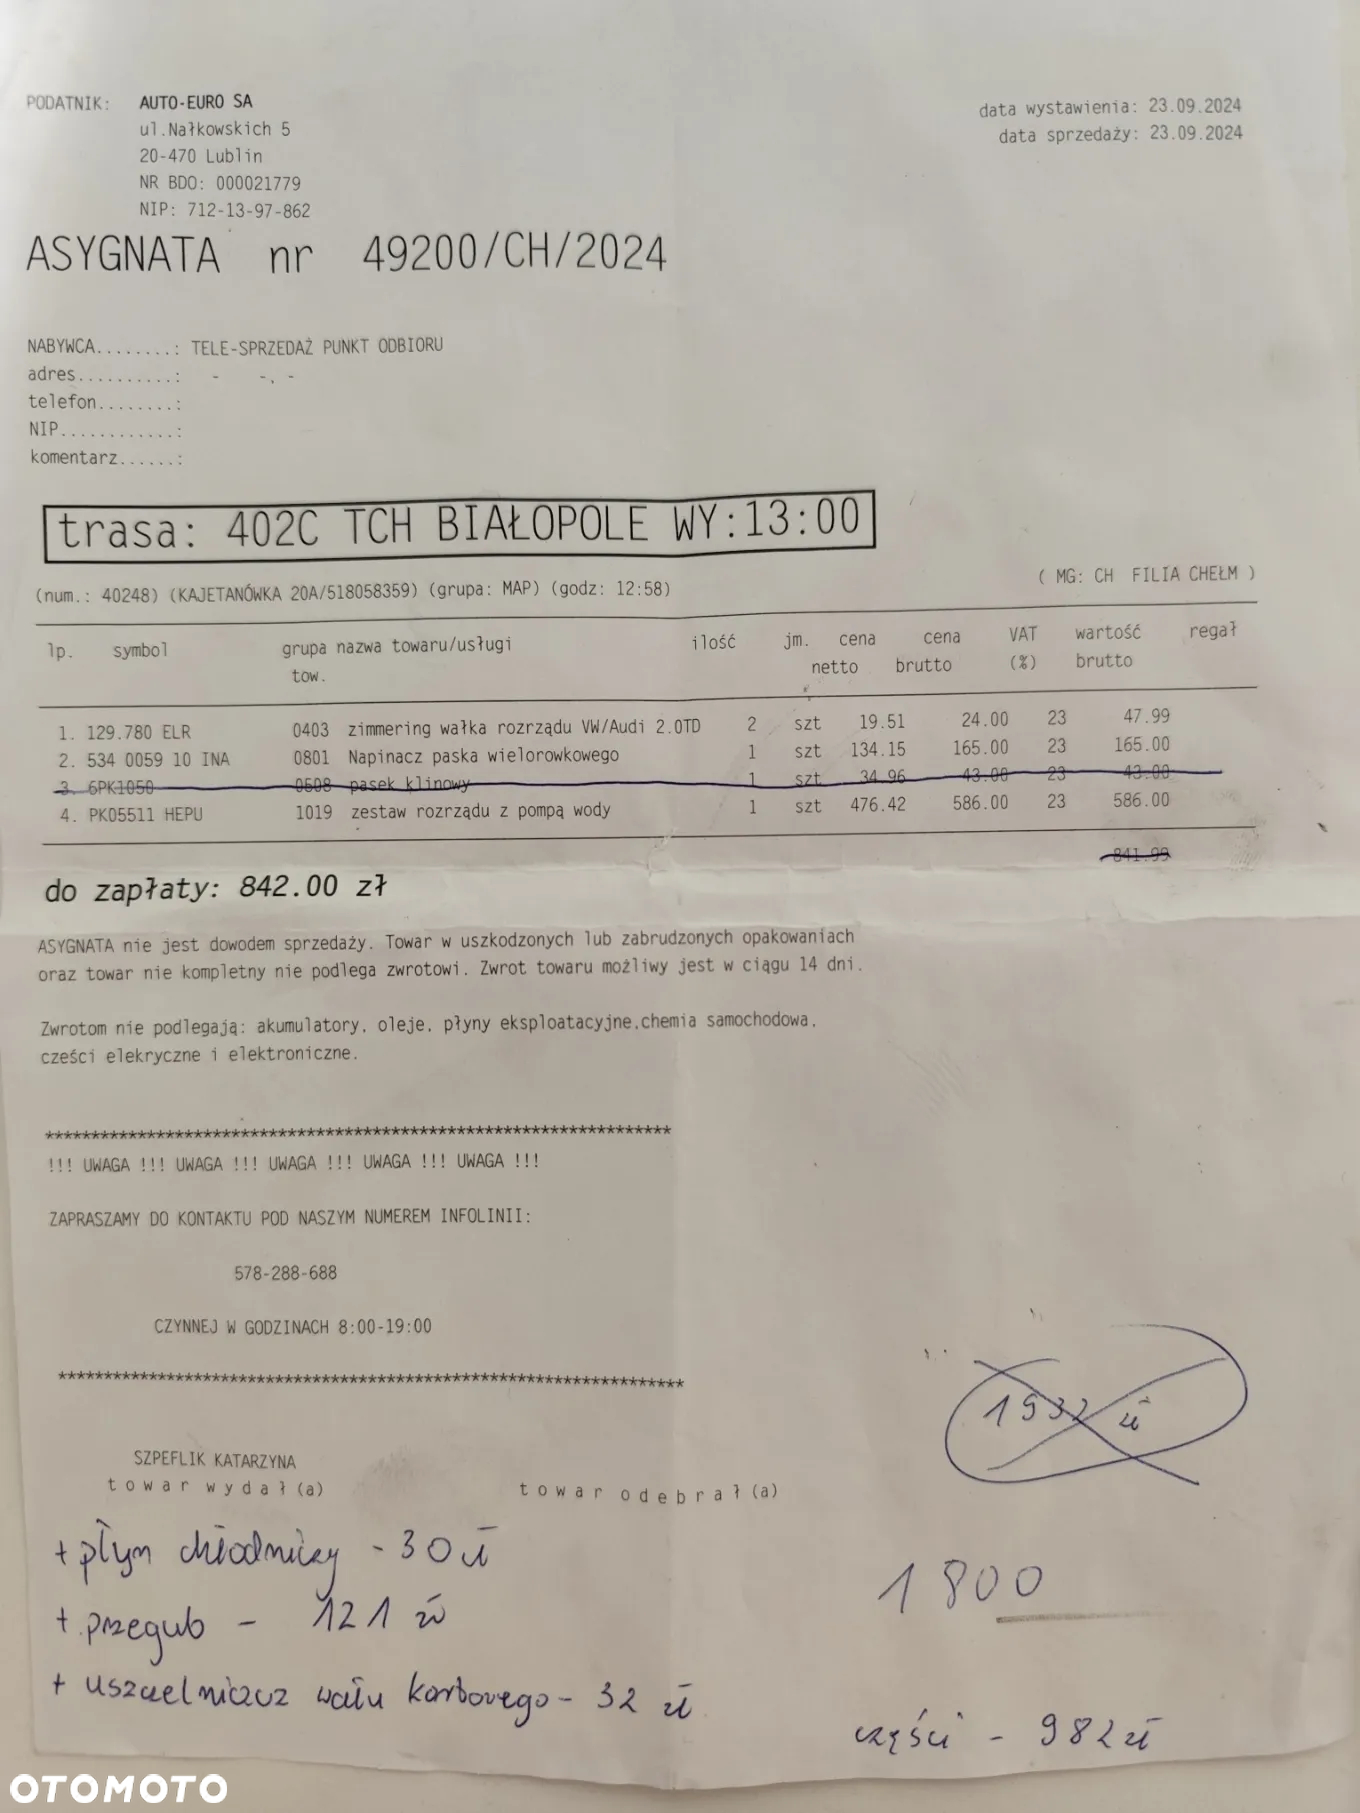 PODATNIK: AUTO-EURO SA
ul.Nałkowskich 5
20-470 Lublin
NR BDO: 000021779
NIP: 712-13-97-862
data wystawienia: 23.09.2024
data sprzedaży: 23.09.2024
ASYGNATA nr 49200/CH/2024
NABYWCA........: TELE-SPRZEDAŻ PUNKT ODBIORU
adres..........: - -, -
telefon........:
NIP............:
komentarz......:
trasa: 402C TCH BIAŁOPOLE WY:13:00
(num.: 40248) (KAJETANÓWKA 20A/518058359) (grupa: MAP) (godz: 12:58)
( MG: CH FILIA CHEŁM )
lp. symbol grupa nazwa towaru/usługi ilość jm. cena cena VAT wartość regał
tow. netto brutto (%) brutto
1. 129.780 ELR 0403 zimmering wałka rozrządu VW/Audi 2.0TD 2 szt 19.51 24.00 23 47.99
2. 534 0059 10 INA 0801 Napinacz paska wielorowkowego 1 szt 134.15 165.00 23 165.00
3. 6PK1050 0508 pasek klinowy 1 szt 34.96 43.00 23 43.00
4. PK05511 HEPU 1019 zestaw rozrządu z pompą wody 1 szt 476.42 586.00 23 586.00
841.99
do zapłaty: 842.00 zł
ASYGNATA nie jest dowodem sprzedaży. Towar w uszkodzonych lub zabrudzonych opakowaniach
oraz towar nie kompletny nie podlega zwrotowi. Zwrot towaru możliwy jest w ciągu 14 dni.
Zwrotom nie podlegają: akumulatory, oleje, płyny eksploatacyjne,chemia samochodowa,
cześci elekryczne i elektroniczne.
*******************************************************************
!!! UWAGA !!! UWAGA !!! UWAGA !!! UWAGA !!! UWAGA !!!
ZAPRASZAMY DO KONTAKTU POD NASZYM NUMEREM INFOLINII:
578-288-688
CZYNNEJ W GODZINACH 8:00-19:00
*******************************************************************
1932 zł
SZPEFLIK KATARZYNA
towar wydał(a) towar odebrał(a)
+ płyn chłodniczy - 30 zł
1800
+ przegub - 121 zł
+ uszczelniacz wału korbowego - 32 zł
części - 982 zł
OTOMOTO